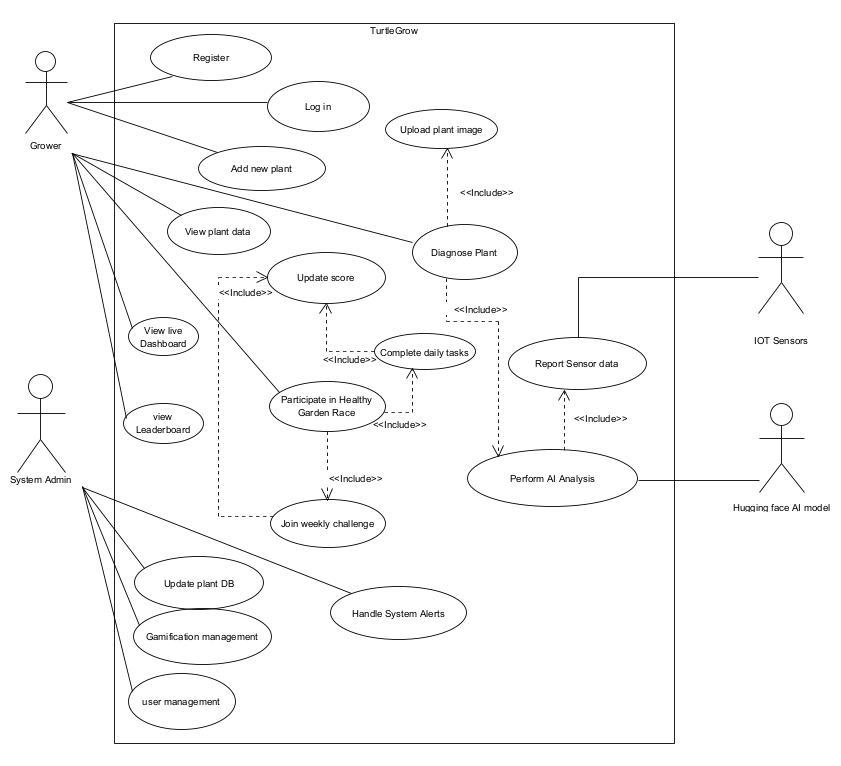 TurtleGrow
Register
Grower
Log in
Upload plant image
Add new plant
<<Include>>
View plant data
Diagnose Plant
Update score
<<Include>>
<<Include>>
View live
Dashboard
IOT Sensors
Complete daily tasks
<<Include>>
Report Sensor data
Participate in Healthy
Garden Race
view
Leaderboard
<<Include>>
<<Include>>
System Admin
<<Include>>
Perform AI Analysis
Hugging face AI model
Join weekly challenge
Update plant DB
Handle System Alerts
Gamification management
user management